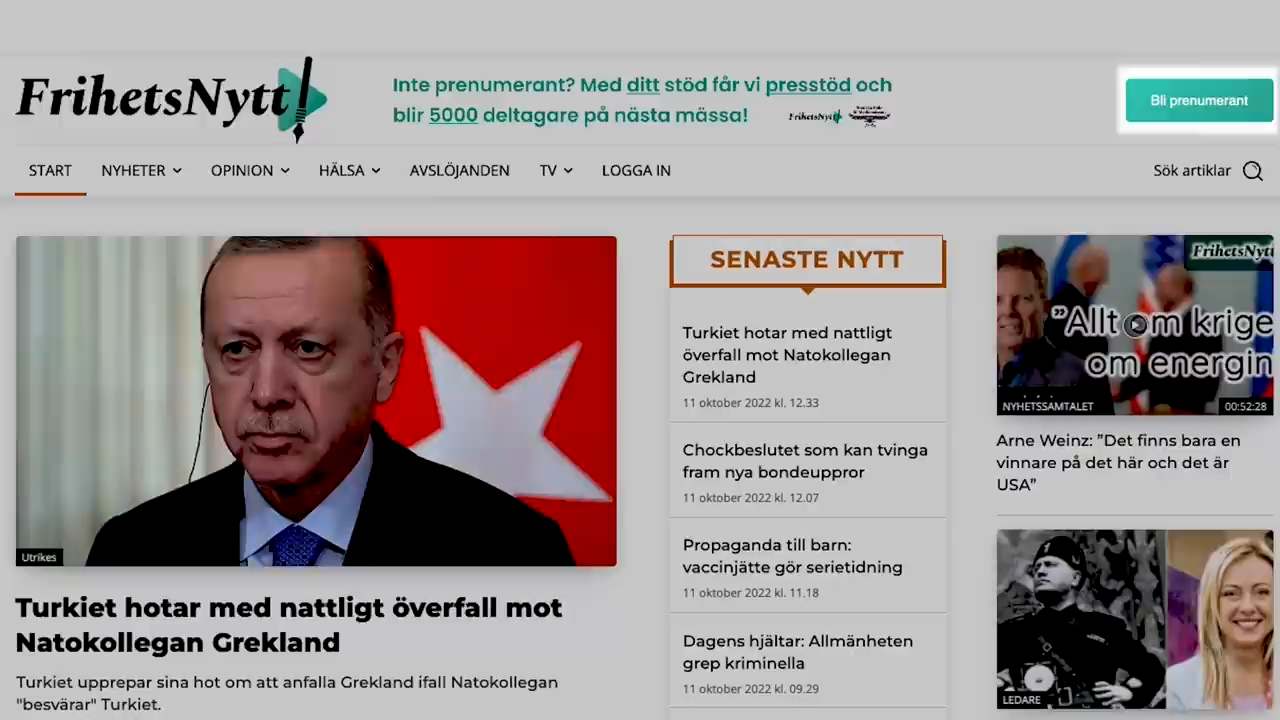 FrihetsNytt
Inte prenumerant? Med ditt stöd får vi presstöd och
blir 5000 deltagare på nästa mässa!
FrihetsNytt
Bli prenumerant
START
NYHETER
OPINION
HÄLSA
AVSLÖJANDEN
TV
LOGGA IN
Sök artiklar
Utrikes
Turkiet hotar med nattligt överfall mot
Natokollegan Grekland
Turkiet upprepar sina hot om att anfalla Grekland ifall Natokollegan
"besvärar" Turkiet.
SENASTE NYTT
Turkiet hotar med nattligt
överfall mot Natokollegan
Grekland
11 oktober 2022 kl. 12.33
Chockbeslutet som kan tvinga
fram nya bondeuppror
11 oktober 2022 kl. 12.07
Propaganda till barn:
vaccinjätte gör serietidning
11 oktober 2022 kl. 11.18
Dagens hjältar: Allmänheten
grep kriminella
11 oktober 2022 kl. 09.29
FrihetsNytt
”Allt om krige
om energin
NYHETSSAMTALET
00:52:28
Arne Weinz: ”Det finns bara en
vinnare på det här och det är
USA”
LEDARE